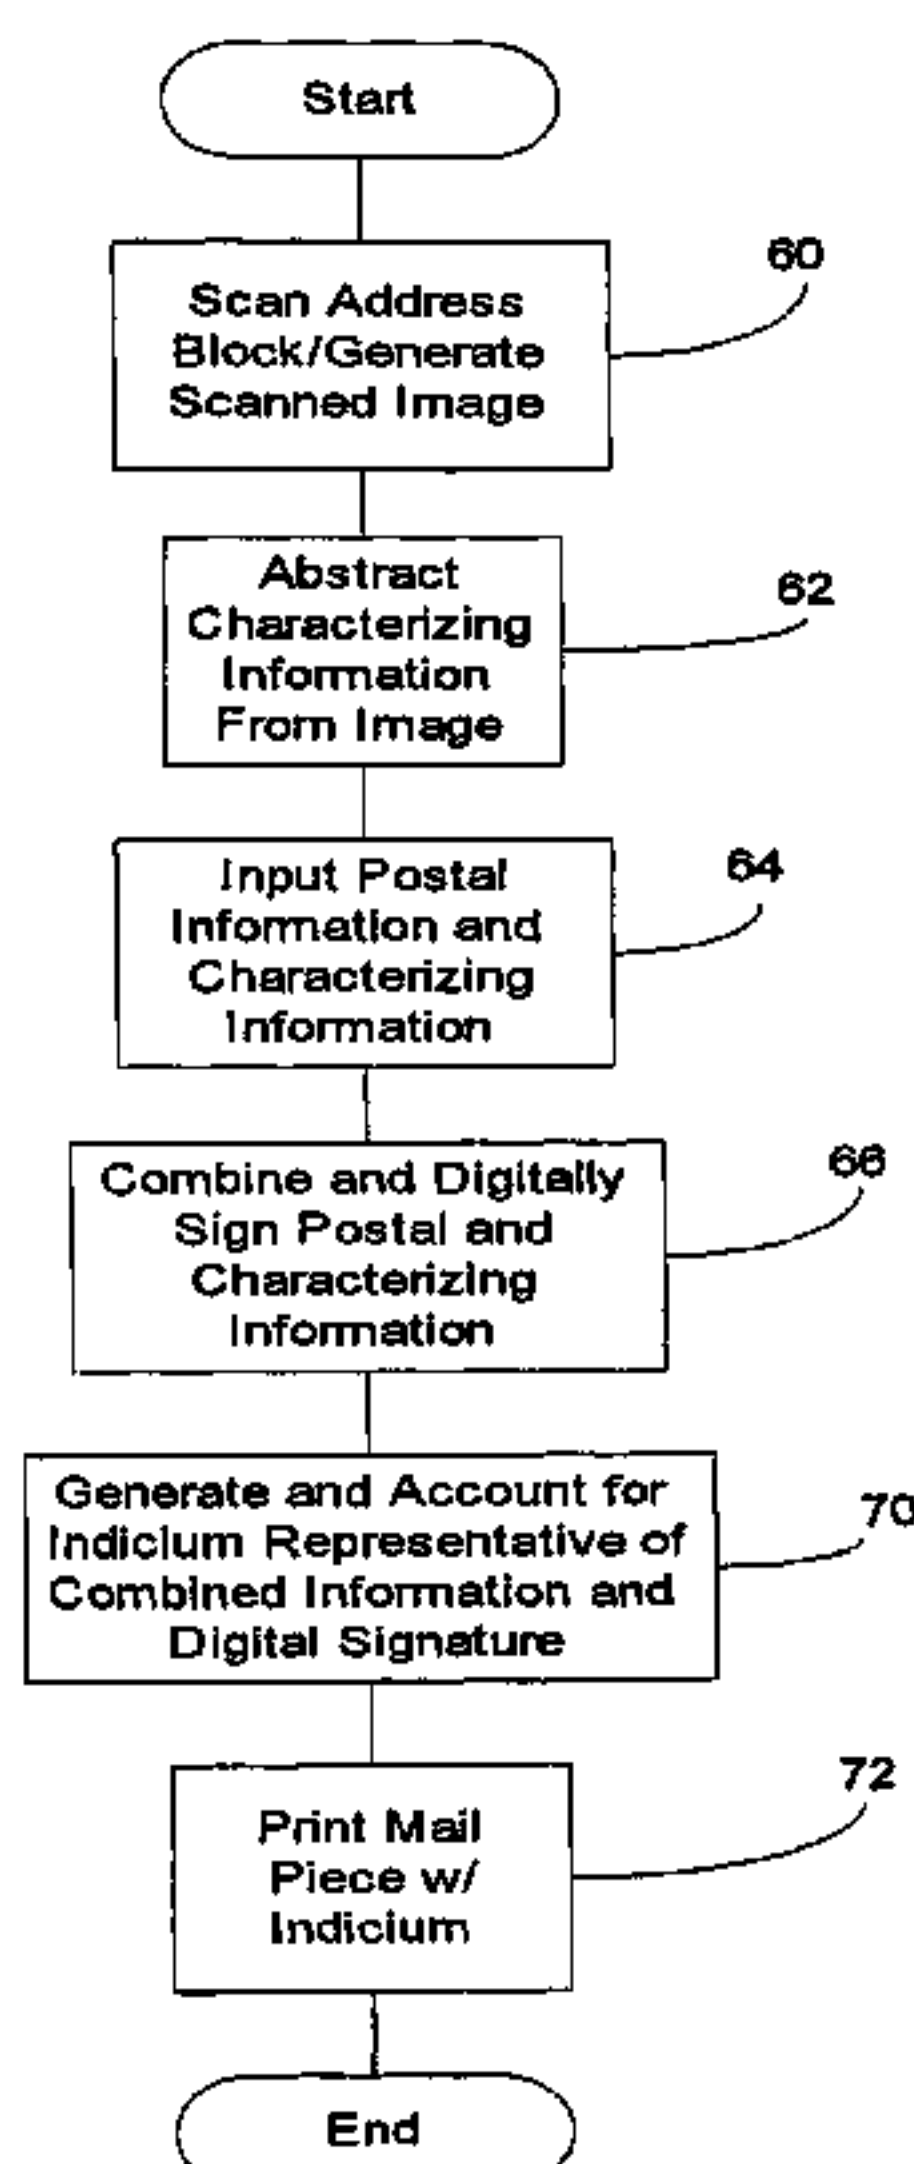 Start
60
Scan Address
Block/Generate
Scanned Image
62
Abstract
Characterizing
Information
From Image
64
Input Postal
Information and
Characterizing
Information
66
Combine and Digitally
Sign Postal and
Characterizing
Information
70
Generate and Account for
Indicium Representative of
Combined Information and
Digital Signature
72
Print Mail
Piece w/
Indicium
End